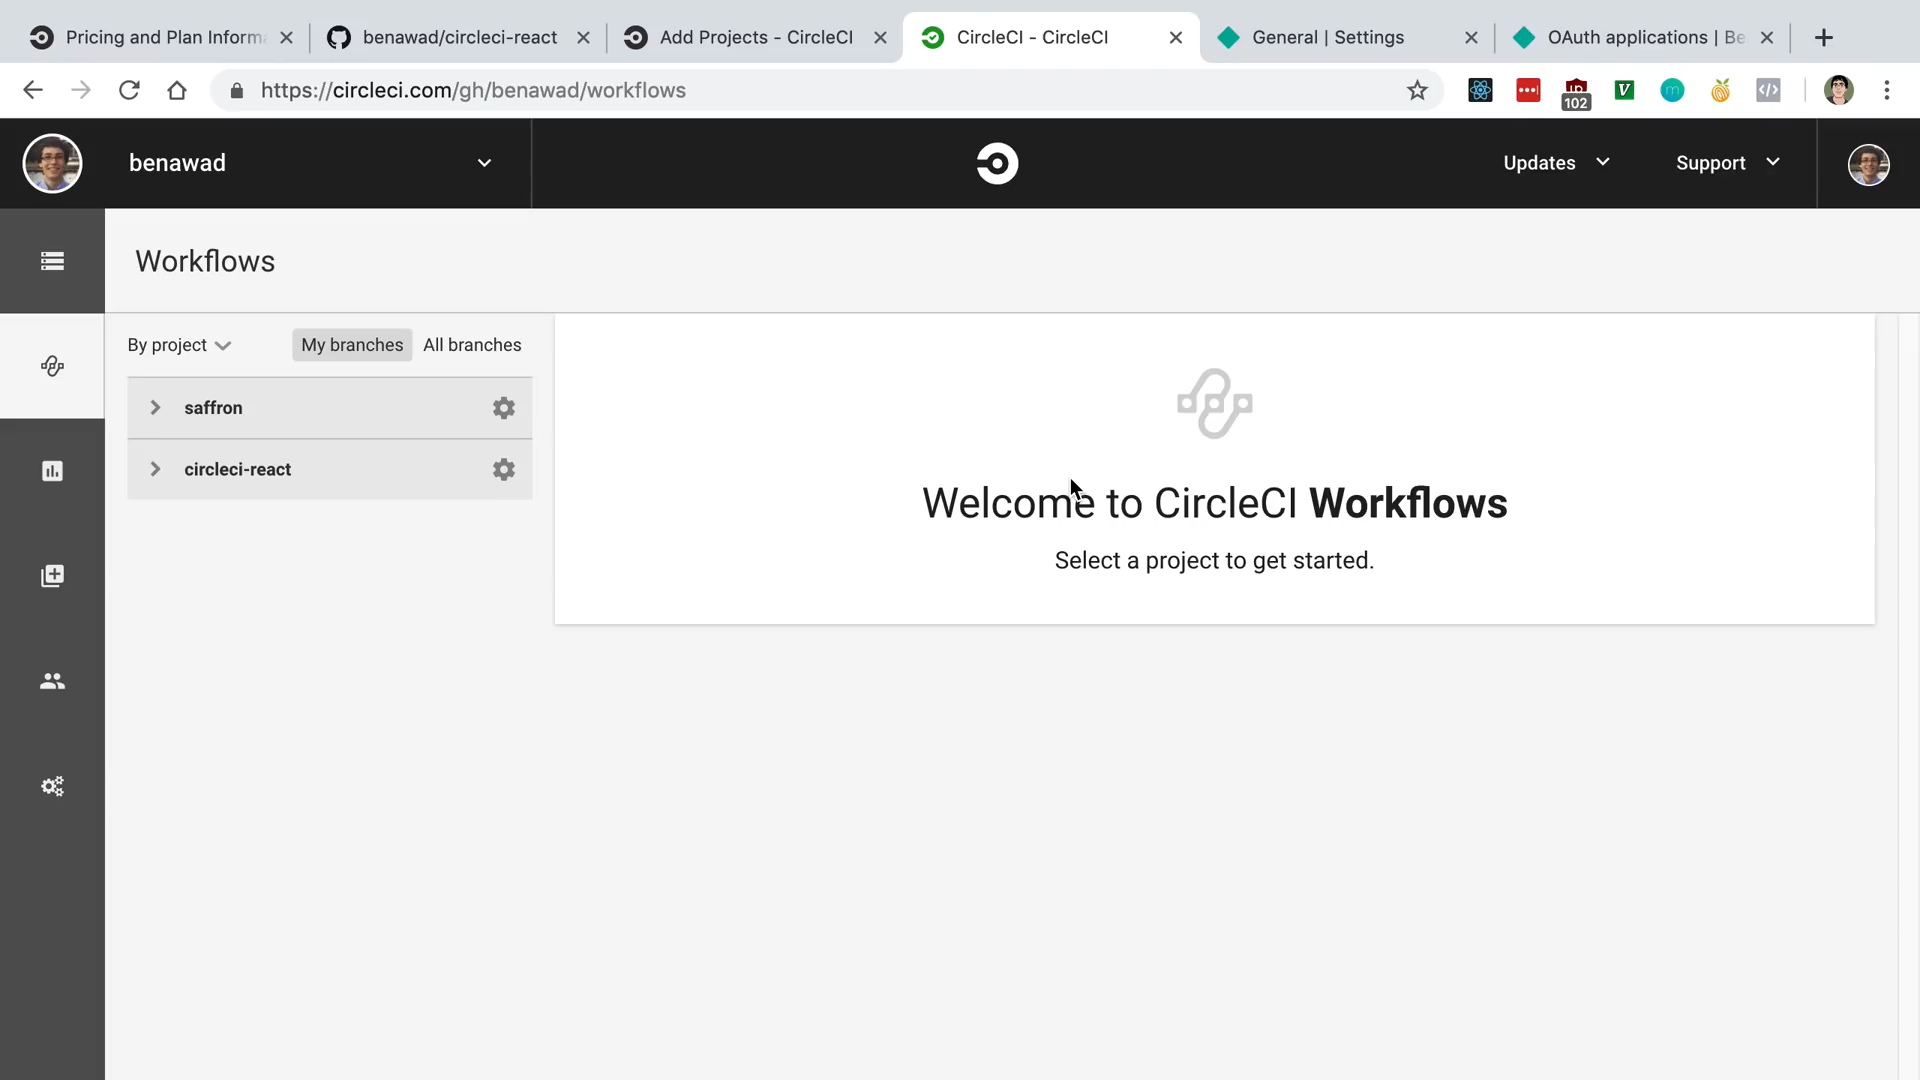 Pricing and Plan Informa
benawad/circleci-react
Add Projects - CircleCI
CircleCI - CircleCI
General | Settings
OAuth applications | Be
https://circleci.com/gh/benawad/workflows
102
benawad
Updates
Support
Workflows
By project
My branches
All branches
saffron
circleci-react
Welcome to CircleCI Workflows
Select a project to get started.